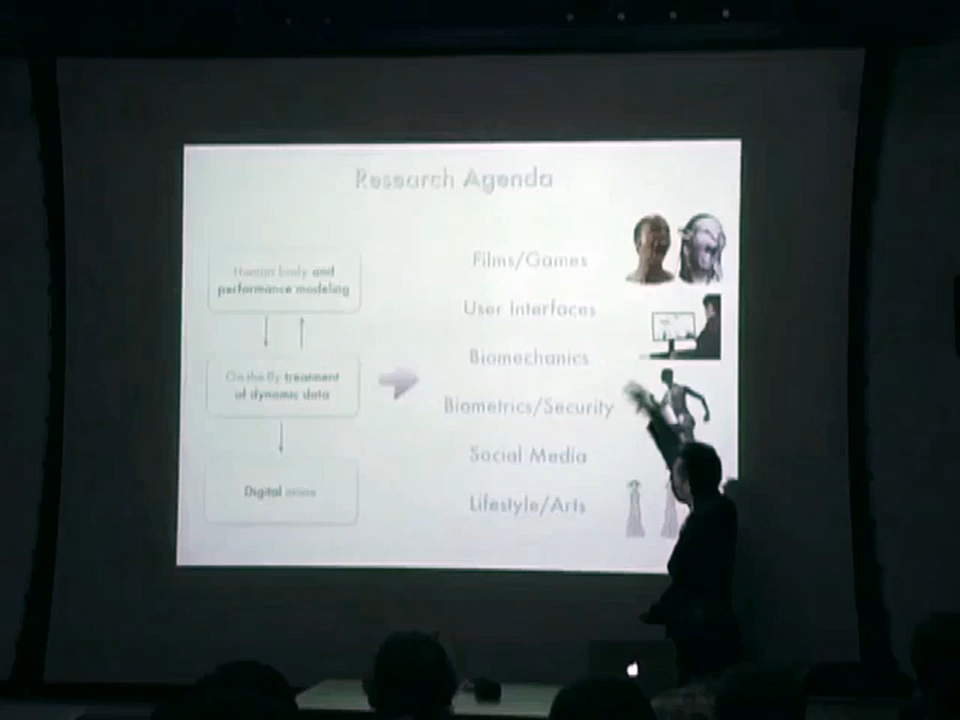 Research Agenda
Human body and
performance modeling
On the fly treatment
of dynamic data
Digital
Films/Games
User Interfaces
Biomechanics
Biometrics/Security
Social Media
Lifestyle/Arts